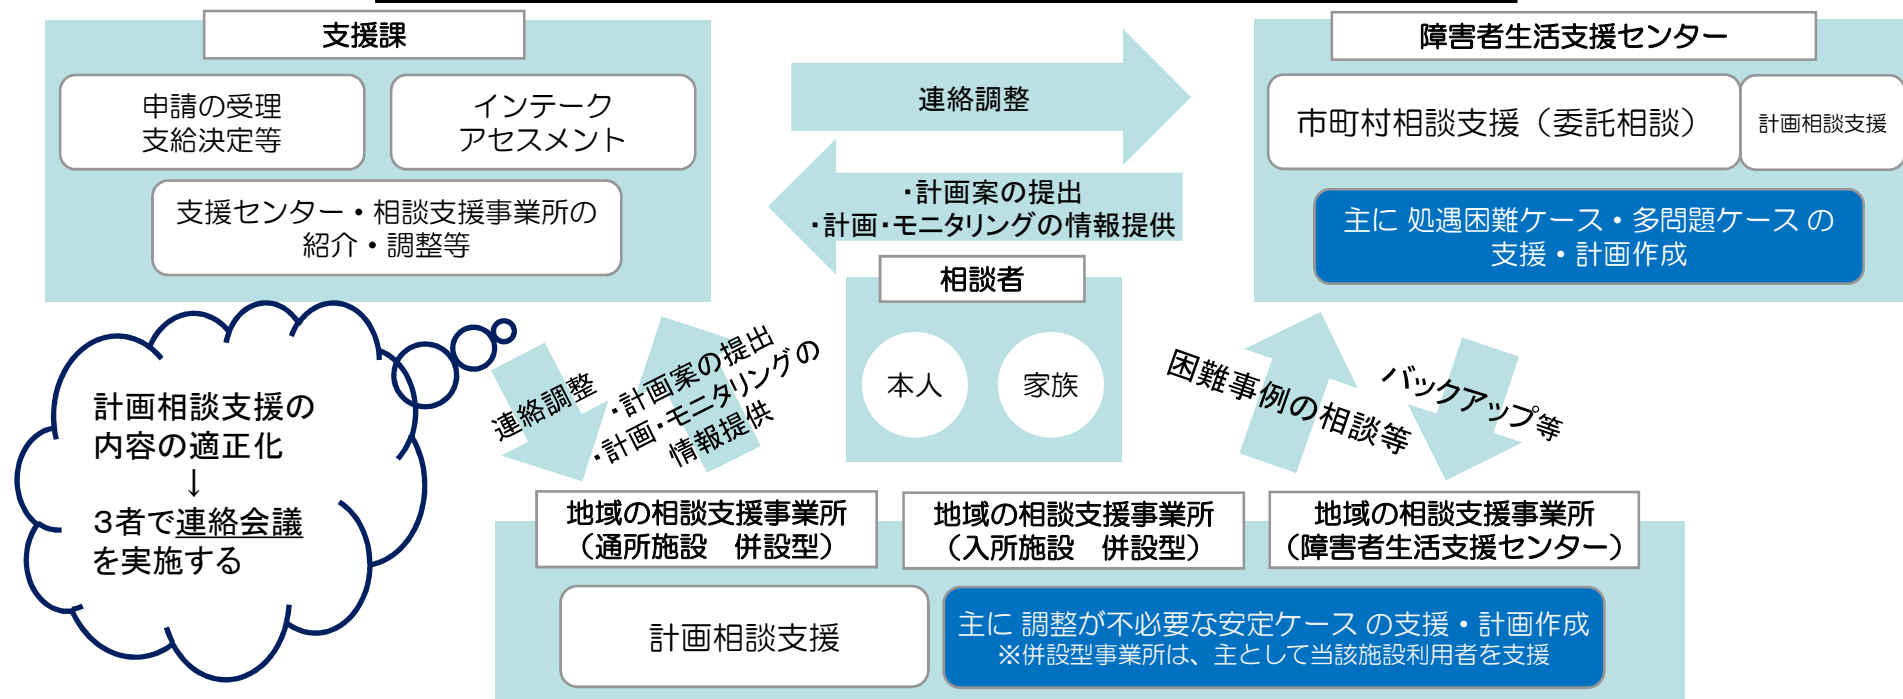 支援課
申請の受理
支給決定等
インテーク
アセスメント
支援センター・相談支援事業所の
紹介・調整等
連絡調整
・計画案の提出
・計画・モニタリングの情報提供
障害者生活支援センター
市町村相談支援（委託相談）
計画相談支援
主に 処遇困難ケース・多問題ケース の
支援・計画作成
相談者
本人
家族
計画相談支援の
内容の適正化
↓
３者で連絡会議
を実施する
連絡調整
・計画案の提出
・計画・モニタリングの
情報提供
困難事例の相談等
バックアップ等
地域の相談支援事業所
（通所施設　併設型）
地域の相談支援事業所
（入所施設　併設型）
地域の相談支援事業所
（障害者生活支援センター）
計画相談支援
主に 調整が不必要な安定ケース の支援・計画作成
※併設型事業所は、主として当該施設利用者を支援